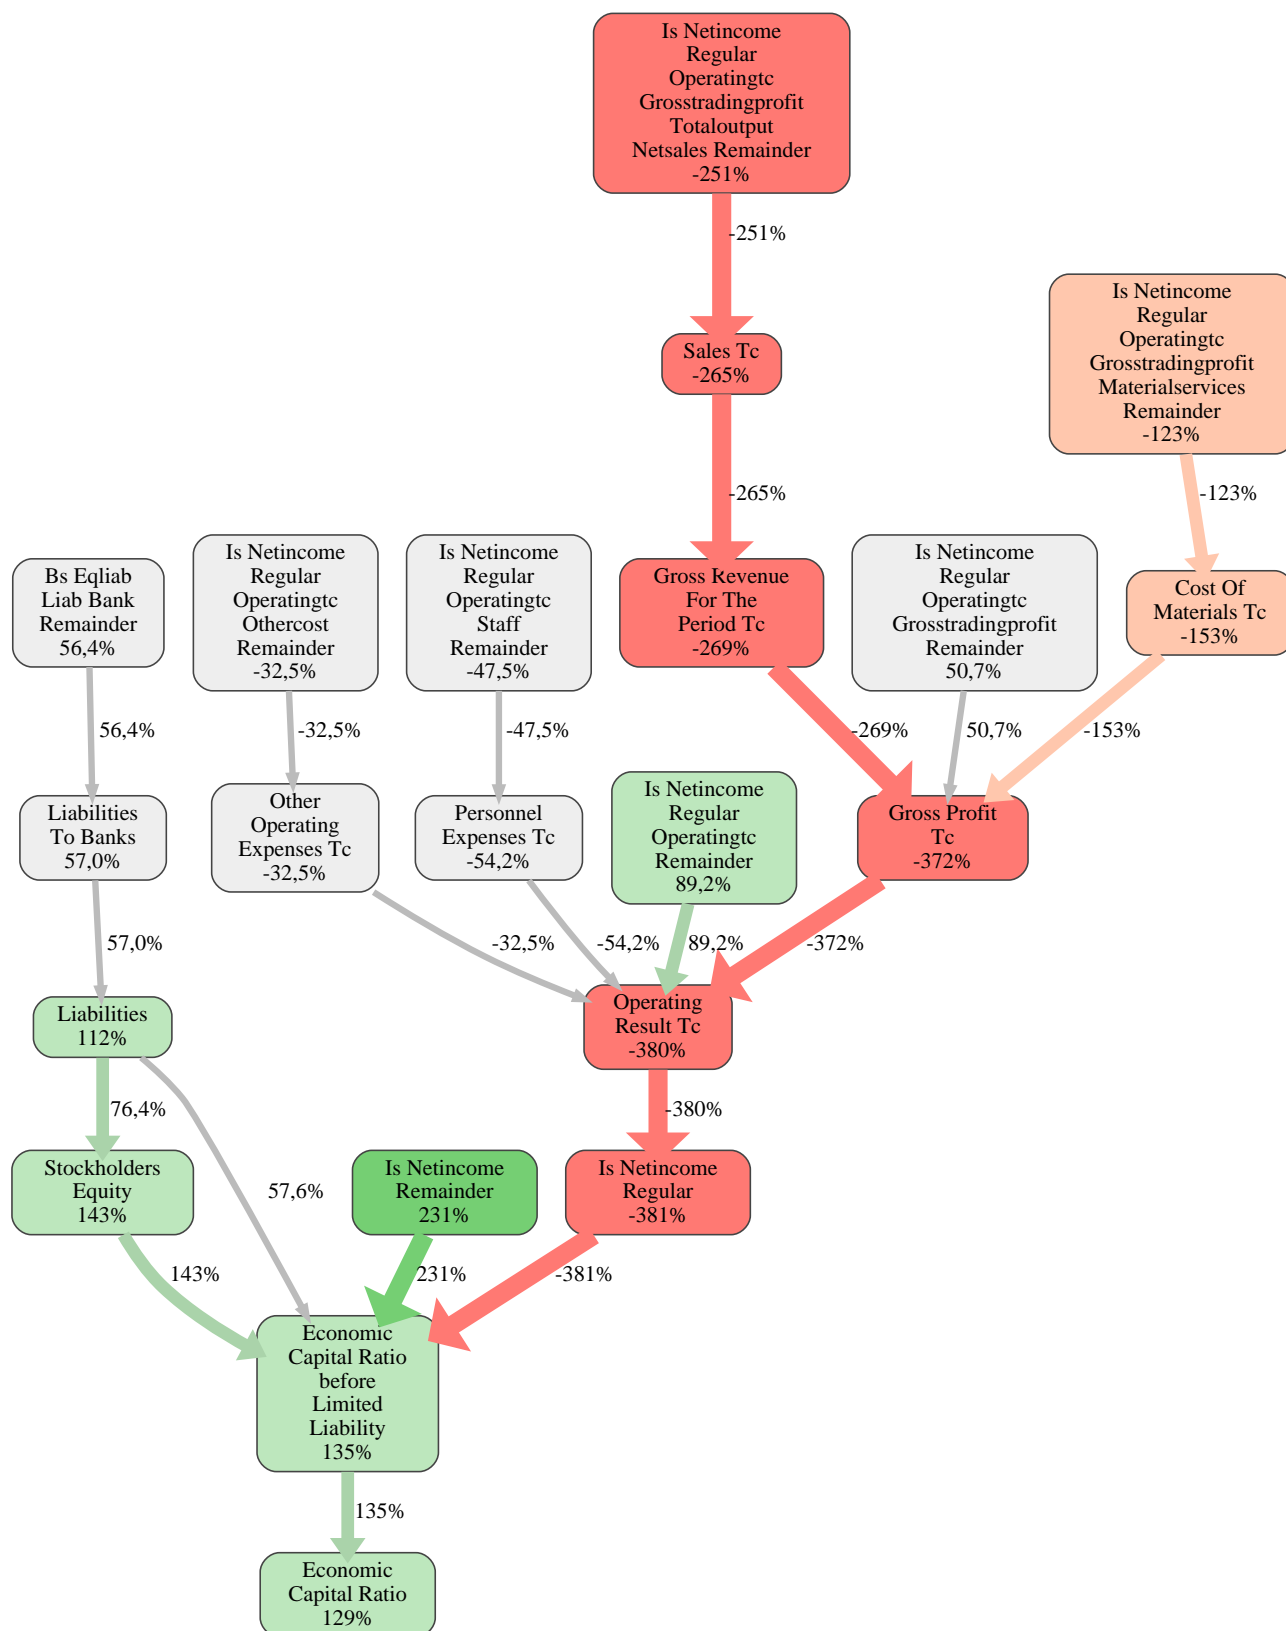 Is Netincome
Regular
Operatingtc
Grosstradingprofit
Totaloutput
Netsales Remainder
-251%
-251%
Is Netincome
Regular
Operatingtc
Grosstradingprofit
Materialservices
Remainder
-123%
Sales Tc
-265%
-265%
-123%
Bs Eqliab
Liab Bank
Remainder
56,4%
Is Netincome
Regular
Operatingtc
Othercost
Remainder
-32,5%
Is Netincome
Regular
Operatingtc
Staff
Remainder
-47,5%
Gross Revenue
For The
Period Tc
-269%
Is Netincome
Regular
Operatingtc
Grosstradingprofit
Remainder
50,7%
Cost Of
Materials Tc
-153%
56,4%
-32,5%
-47,5%
-269%
50,7%
-153%
Liabilities
To Banks
57,0%
Other
Operating
Expenses Tc
-32,5%
Personnel
Expenses Tc
-54,2%
Is Netincome
Regular
Operatingtc
Remainder
89,2%
Gross Profit
Tc
-372%
57,0%
-32,5%
-54,2%
89,2%
-372%
Liabilities
112%
Operating
Result Tc
-380%
76,4%
-380%
Stockholders
Equity
143%
57,6%
Is Netincome
Remainder
231%
Is Netincome
Regular
-381%
143%
231%
-381%
Economic
Capital Ratio
before
Limited
Liability
135%
135%
Economic
Capital Ratio
129%